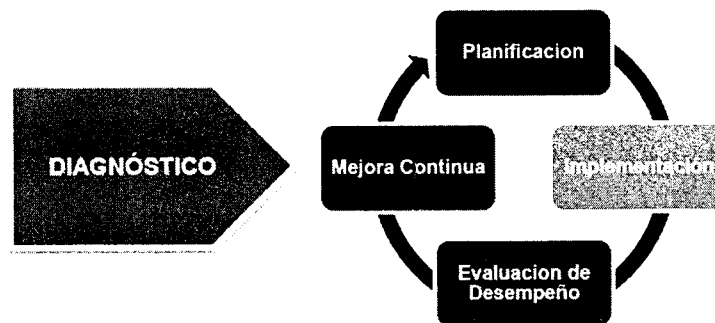 Planificacion
DIAGNÓSTICO
Mejora Continua
Implementación
Evaluacion de
Desempeño